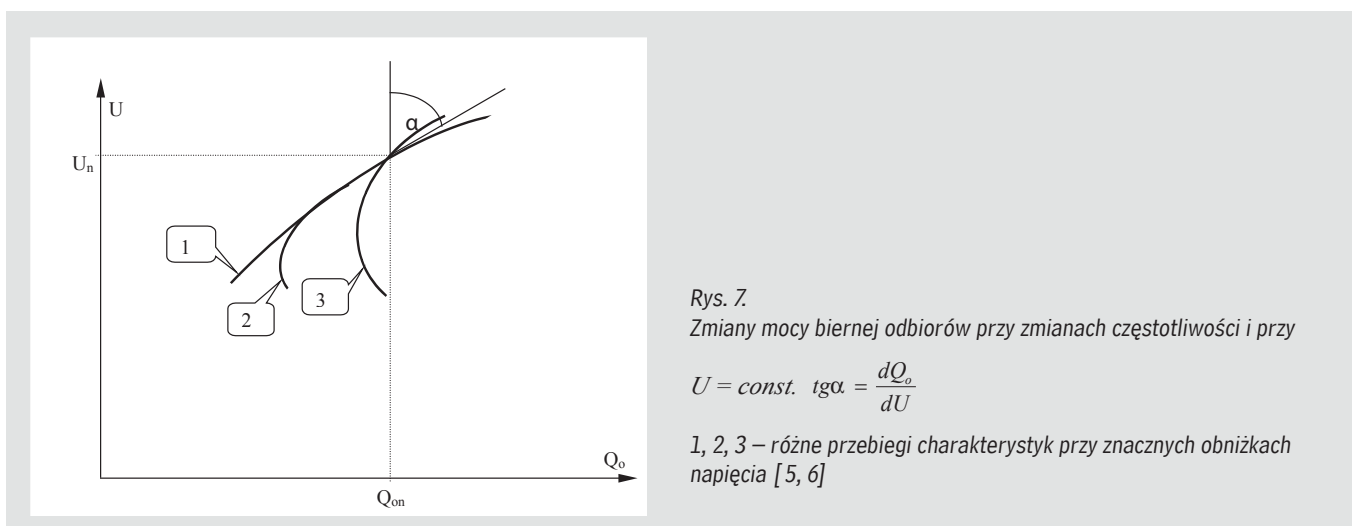 U
α
Uₙ
1
2
3
Qₒ
Qₒₙ
Rys. 7.
Zmiany mocy biernej odbiorów przy zmianach częstotliwości i przy
U = const. tgα = dQₒ/dU
1, 2, 3 – różne przebiegi charakterystyk przy znacznych obniżkach
napięcia [5, 6]